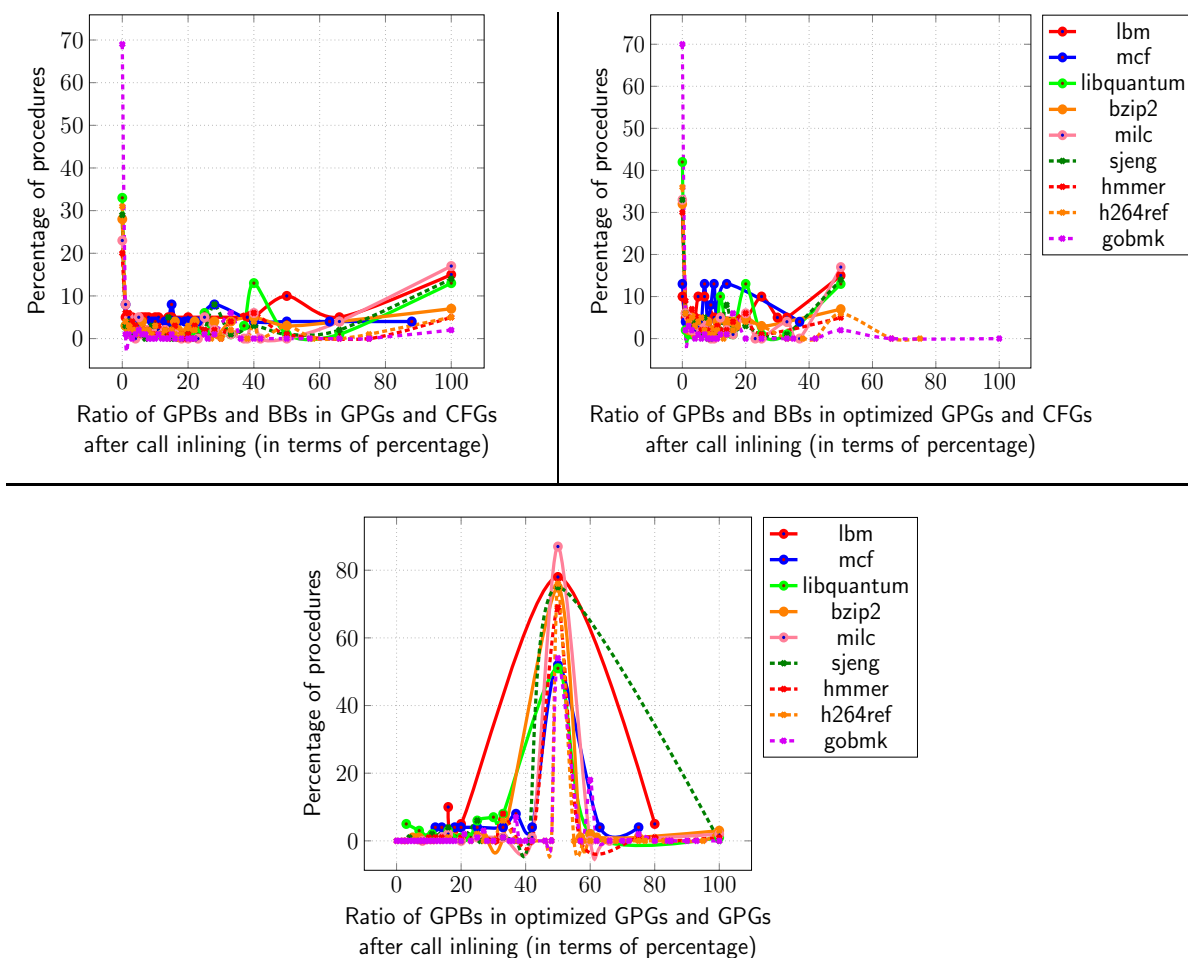 70
60
50
40
30
20
10
0
Percentage of procedures
0 20 40 60 80 100
Ratio of GPBs and BBs in GPGs and CFGs
after call inlining (in terms of percentage)
70
60
50
40
30
20
10
0
Percentage of procedures
0 20 40 60 80 100
Ratio of GPBs and BBs in optimized GPGs and CFGs
after call inlining (in terms of percentage)
lbm
mcf
libquantum
bzip2
milc
sjeng
hmmer
h264ref
gobmk
80
60
40
20
0
Percentage of procedures
0 20 40 60 80 100
Ratio of GPBs in optimized GPGs and GPGs
after call inlining (in terms of percentage)
lbm
mcf
libquantum
bzip2
milc
sjeng
hmmer
h264ref
gobmk